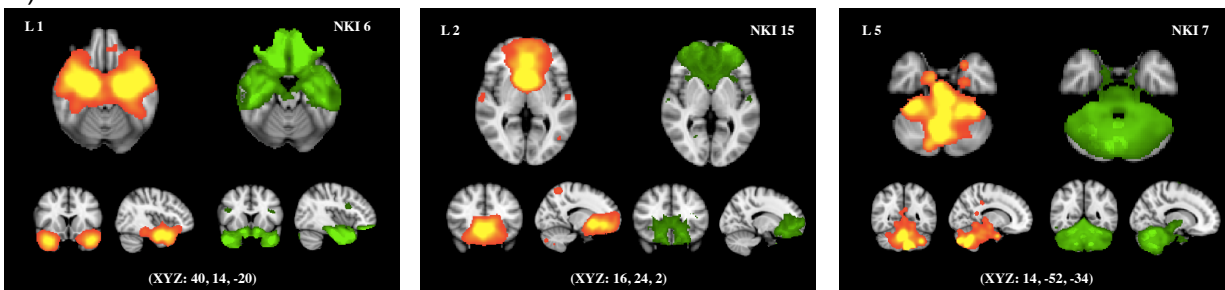 L 1
NKI 6
(XYZ: 40, 14, -20)
L 2
NKI 15
(XYZ: 16, 24, 2)
L 5
NKI 7
(XYZ: 14, -52, -34)